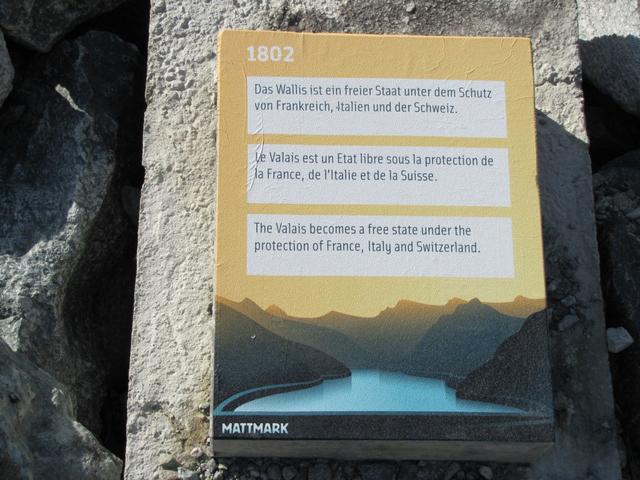 1802
Das Wallis ist ein freier Staat unter dem Schutz
von Frankreich, Italien und der Schweiz.
Le Valais est un Etat libre sous la protection de
la France, de l'Italie et de la Suisse.
The Valais becomes a free state under the
protection of France, Italy and Switzerland.
MATTMARK